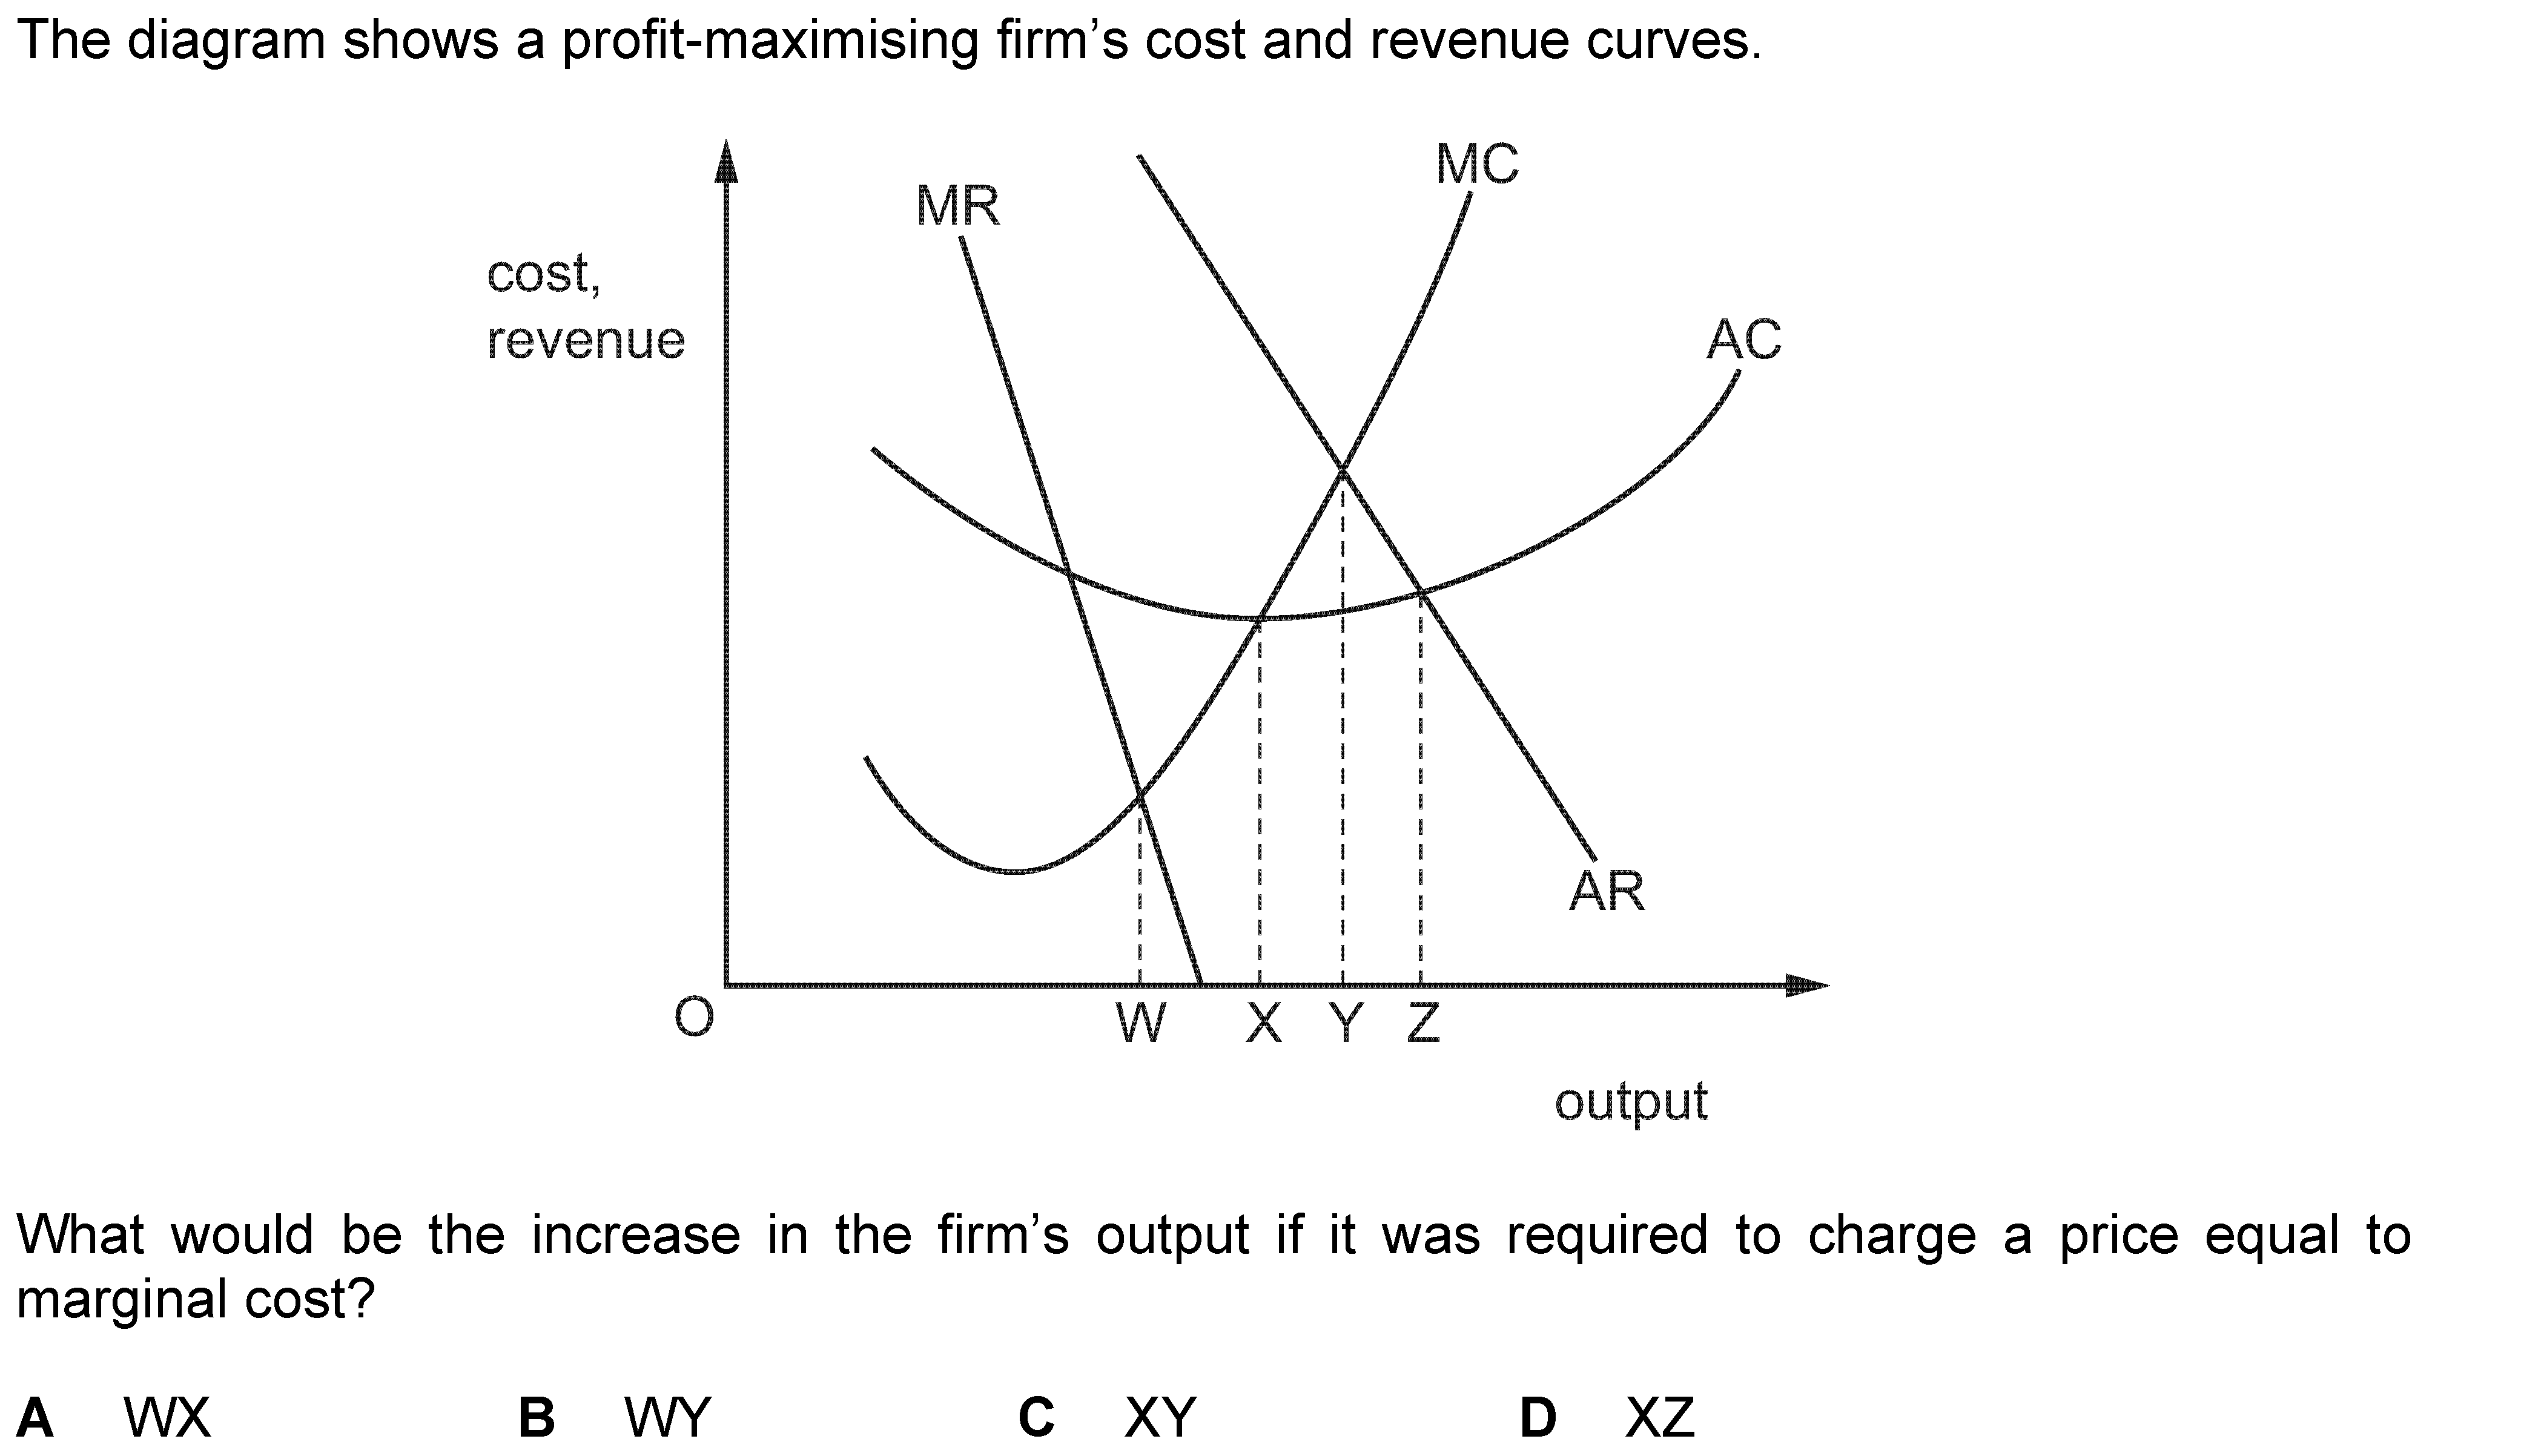 The diagram shows a profit-maximising firm’s cost and revenue curves.
MC
MR
cost,
revenue
AC
AR
O
W X Y Z
output
What would be the increase in the firm’s output if it was required to charge a price equal to
marginal cost?
A WX B WY C XY D XZ